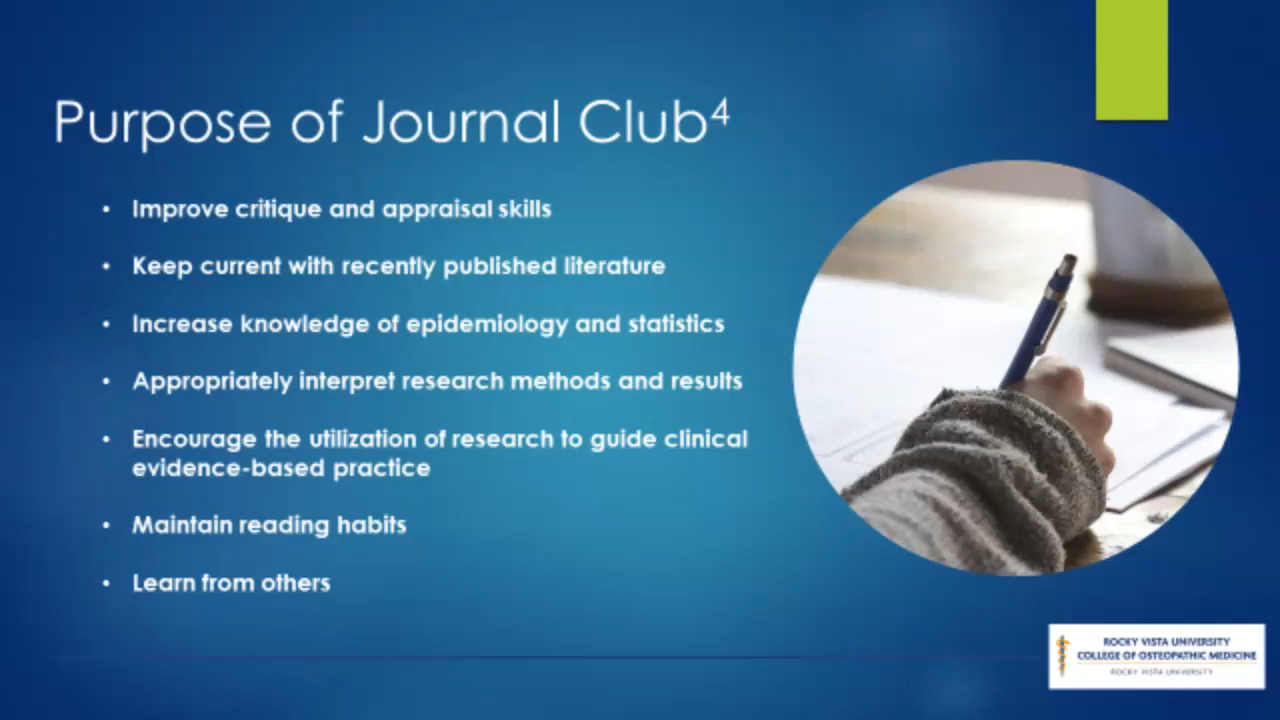 Purpose of Journal Club⁴
• Improve critique and appraisal skills
• Keep current with recently published literature
• Increase knowledge of epidemiology and statistics
• Appropriately interpret research methods and results
• Encourage the utilization of research to guide clinical
evidence-based practice
• Maintain reading habits
• Learn from others
ROCKY VISTA UNIVERSITY
COLLEGE OF OSTEOPATHIC MEDICINE
ROCKY VISTA UNIVERSITY